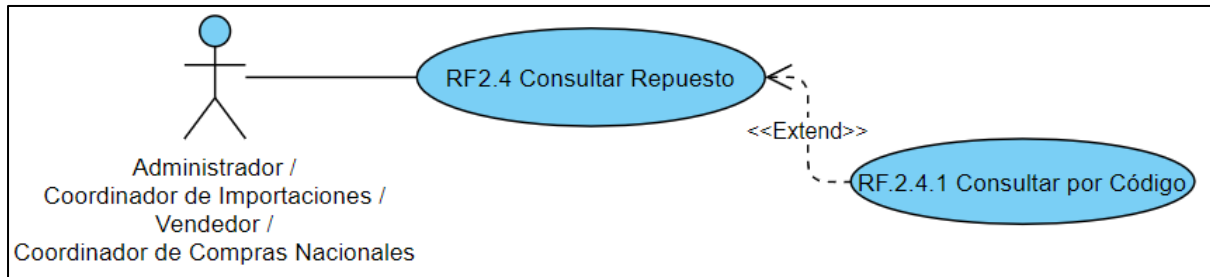 RF2.4 Consultar Repuesto
<<Extend>>
RF.2.4.1 Consultar por Código
Administrador /
Coordinador de Importaciones /
Vendedor /
Coordinador de Compras Nacionales